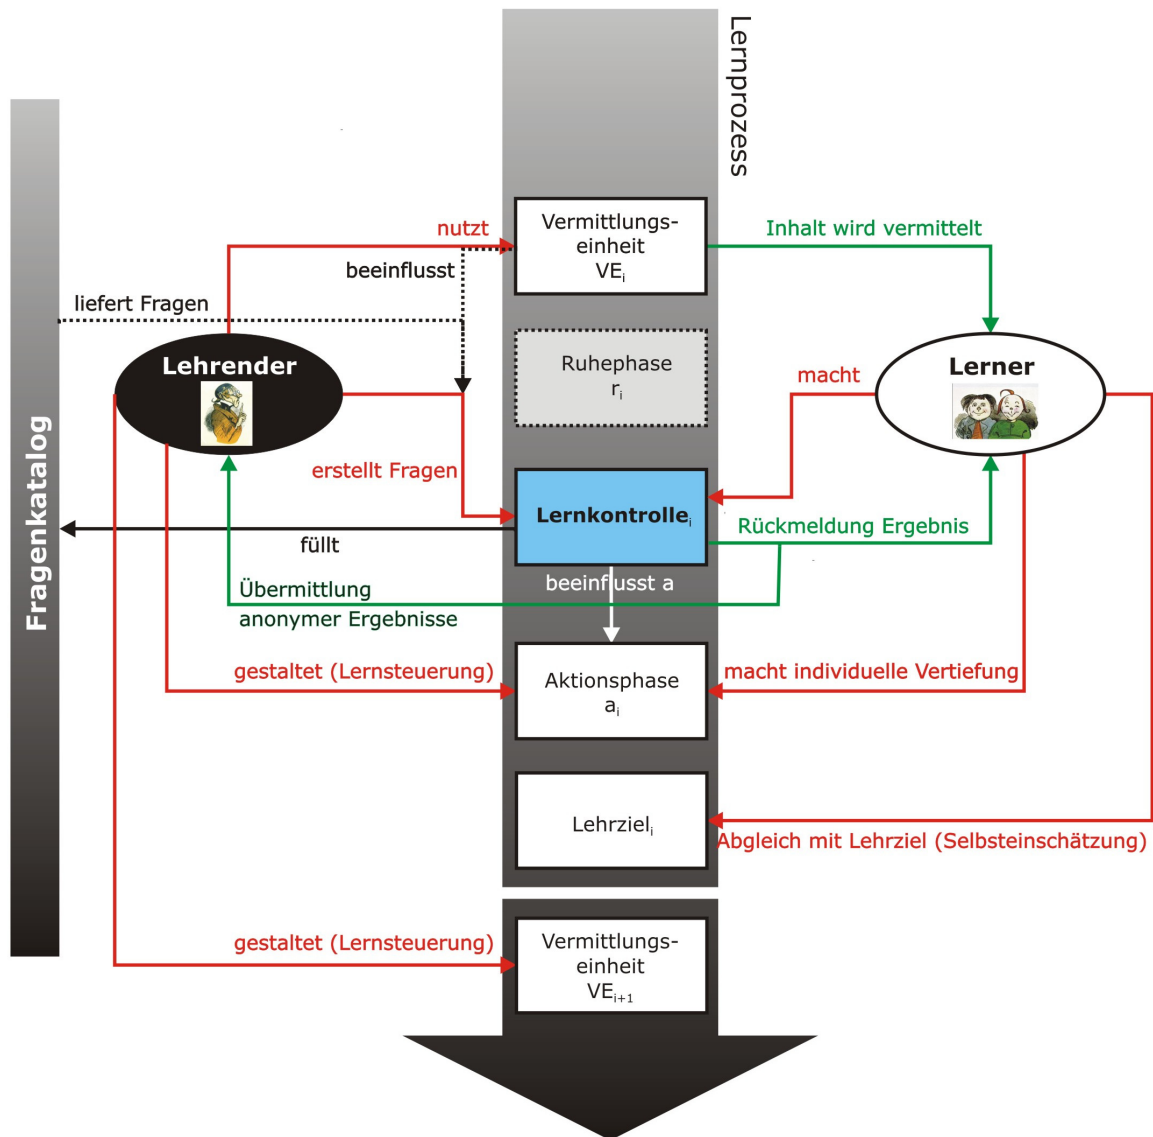 Lernprozess
Fragenkatalog
nutzt
Vermittlungs-
einheit
VEi
Inhalt wird vermittelt
beeinflusst
liefert Fragen
Lehrender
Ruhephase
ri
Lerner
macht
erstellt Fragen
Lernkontrollei
Rückmeldung Ergebnis
füllt
beeinflusst a
Übermittlung
anonymer Ergebnisse
gestaltet (Lernsteuerung)
Aktionsphase
ai
macht individuelle Vertiefung
Lehrzieli
Abgleich mit Lehrziel (Selbsteinschätzung)
gestaltet (Lernsteuerung)
Vermittlungs-
einheit
VEi+1